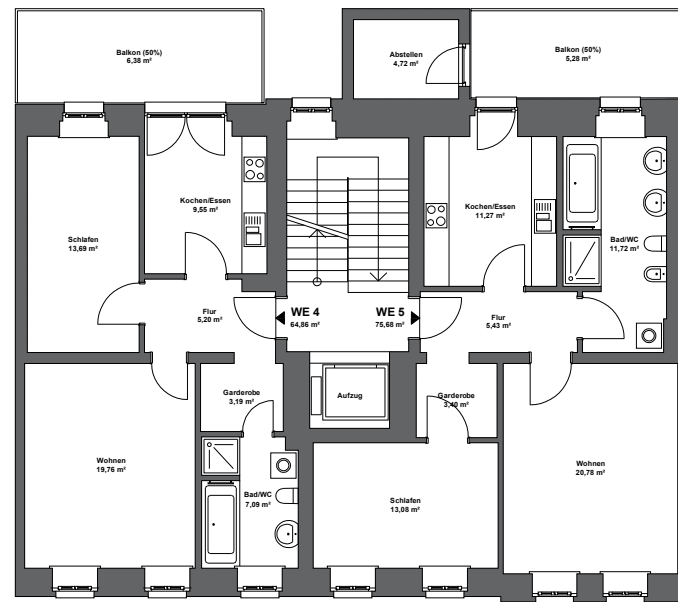 Balkon (50%)
6,38 m²
Abstellen
4,72 m²
Balkon (50%)
5,28 m²
Kochen/Essen
9,55 m²
Kochen/Essen
11,27 m²
Schlafen
13,69 m²
Bad/WC
11,72 m²
Flur
5,20 m²
WE 4
64,86 m²
WE 5
75,68 m²
Flur
5,43 m²
Garderobe
3,19 m²
Aufzug
Garderobe
3,40 m²
Wohnen
19,76 m²
Wohnen
20,78 m²
Bad/WC
7,09 m²
Schlafen
13,08 m²